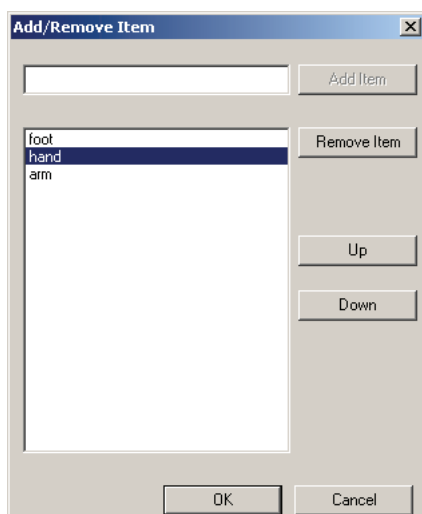 Add/Remove Item
Add Item
foot
Remove Item
hand
arm
Up
Down
OK
Cancel